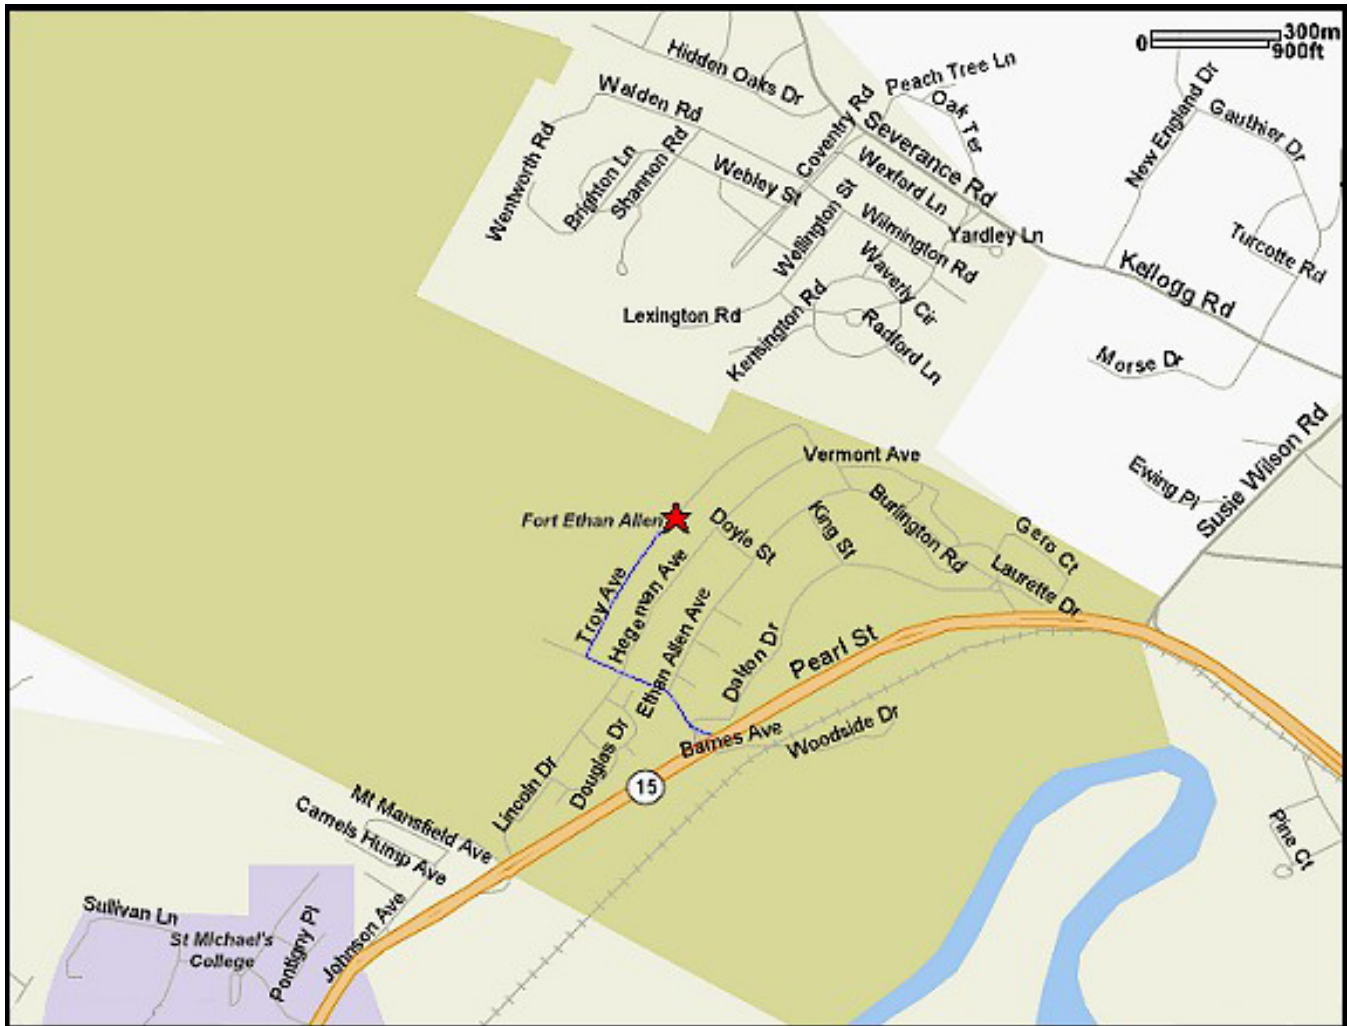 300m
0
900ft
Hidden Oaks Dr
Peach Tree Ln
Walden Rd
Oak Ter
New England Dr
Gauthier Dr
Coventry Rd
Severance Rd
Wentworth Rd
Brighton Ln
Shannon Rd
Webley St
Wexford Ln
Wellington St
Wilmington Rd
Yardley Ln
Turcotte Rd
Waverly Cir
Kellogg Rd
Lexington Rd
Kensington Rd
Radford Ln
Morse Dr
Vermont Ave
Ewing Pl
Susie Wilson Rd
Fort Ethan Allen
Doyle St
King St
Burlington Rd
Gero Ct
Laurette Dr
Troy Ave
Hegeman Ave
Ethan Allen Ave
Dalton Dr
Pearl St
Barnes Ave
Woodside Dr
Douglas Dr
15
Lincoln Dr
Mt Mansfield Ave
Camels Hump Ave
Pine Ct
Sullivan Ln
St Michael's
College
Pontigny Pl
Johnson Ave